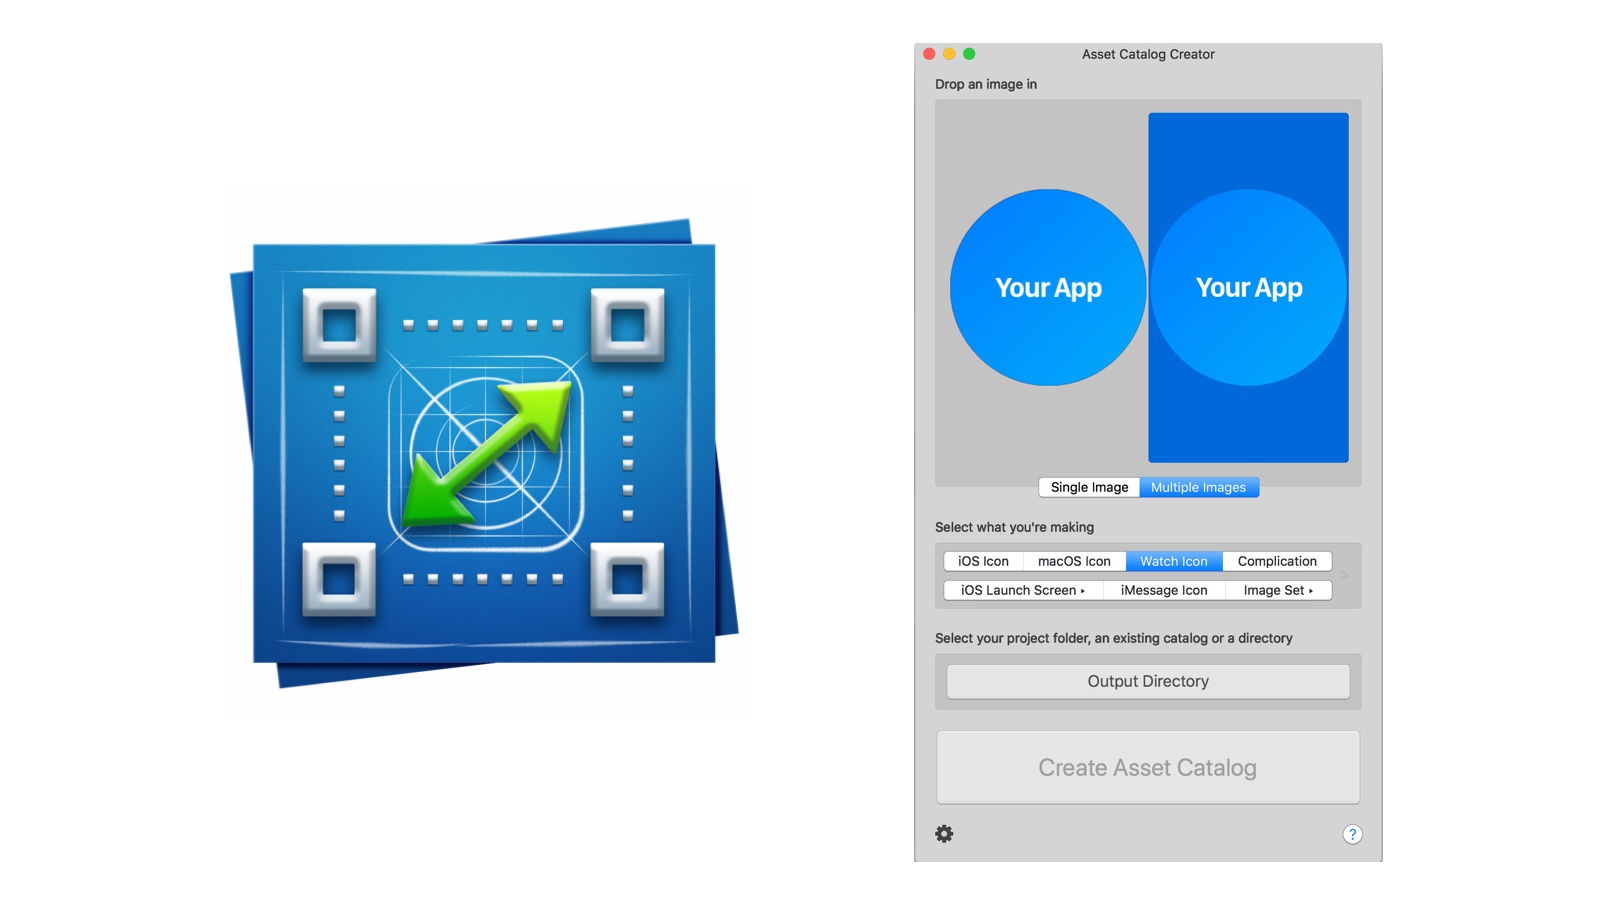 Asset Catalog Creator
Drop an image in
Your App Your App
Single Image Multiple Images
Select what you're making
iOS Icon macOS Icon Watch Icon Complication
iOS Launch Screen ▸ iMessage Icon Image Set ▸
Select your project folder, an existing catalog or a directory
Output Directory
Create Asset Catalog
?